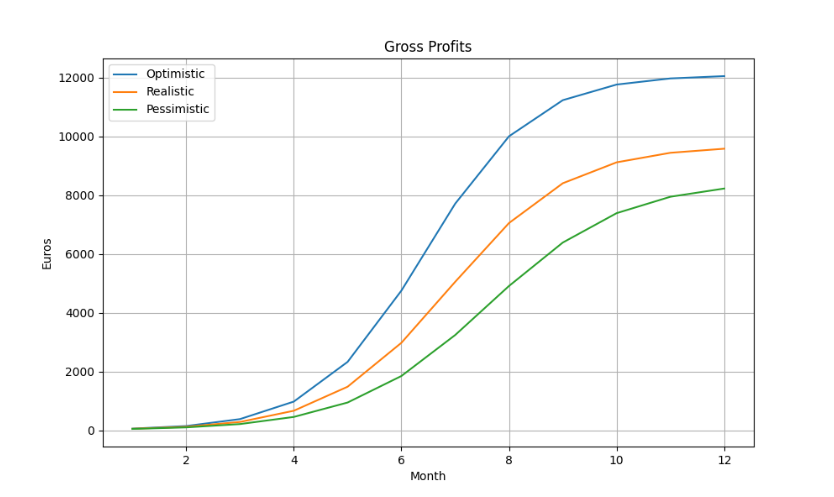 Gross Profits
Optimistic
Realistic
Pessimistic
12000
10000
8000
6000
4000
2000
0
Euros
2 4 6 8 10 12
Month